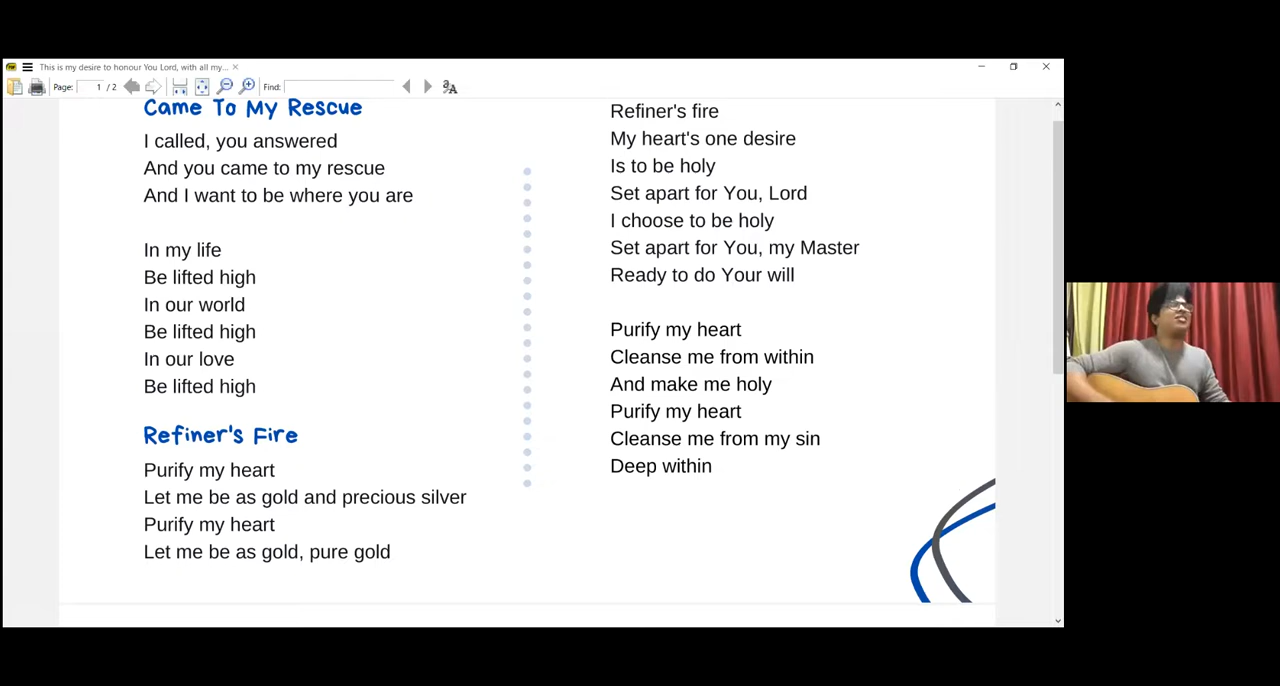 This is my desire to honour You Lord, with all my...
Page: 1 / 2 Find:
Came To My Rescue
I called, you answered
And you came to my rescue
And I want to be where you are
In my life
Be lifted high
In our world
Be lifted high
In our love
Be lifted high
Refiner's Fire
Purify my heart
Let me be as gold and precious silver
Purify my heart
Let me be as gold, pure gold
Refiner's fire
My heart's one desire
Is to be holy
Set apart for You, Lord
I choose to be holy
Set apart for You, my Master
Ready to do Your will
Purify my heart
Cleanse me from within
And make me holy
Purify my heart
Cleanse me from my sin
Deep within